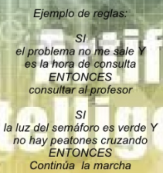 Ejemplo de reglas:
SI
el problema no me sale Y
es la hora de consulta
ENTONCES
consultar al profesor
SI
la luz del semáforo es verde Y
no hay peatones cruzando
ENTONCES
Continúa la marcha